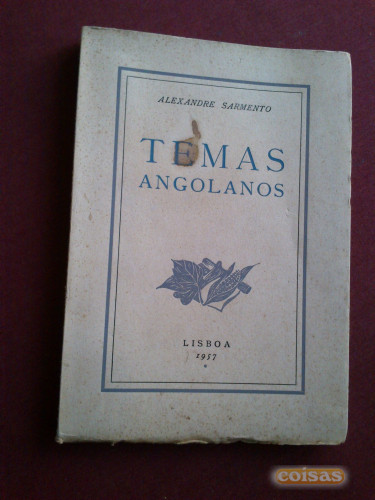 ALEXANDRE SARMENTO
TEMAS
ANGOLANOS
LISBOA
1957
coisas